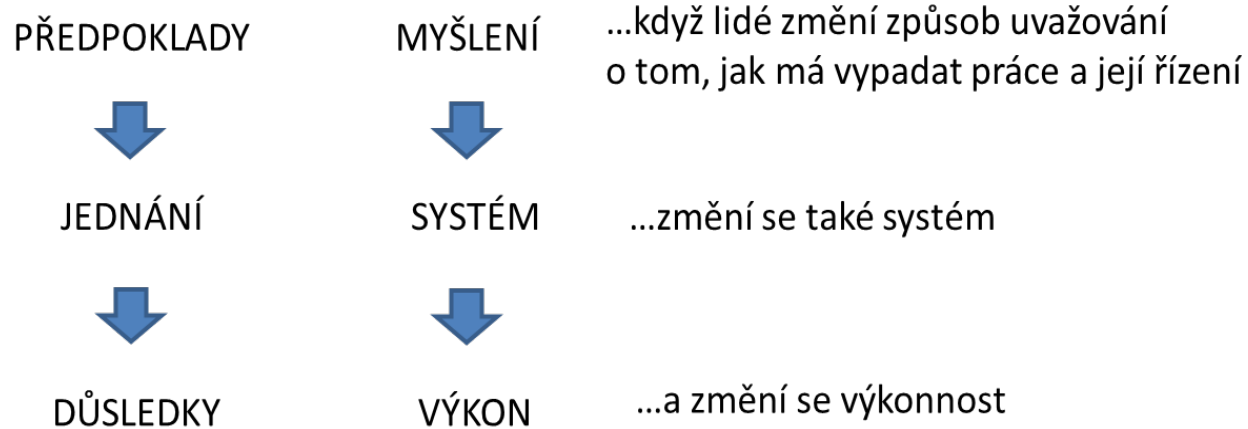 PŘEDPOKLADY
MYŠLENÍ
...když lidé změní způsob uvažování
o tom, jak má vypadat práce a její řízení
JEDNÁNÍ
SYSTÉM
...změní se také systém
DŮSLEDKY
VÝKON
...a změní se výkonnost